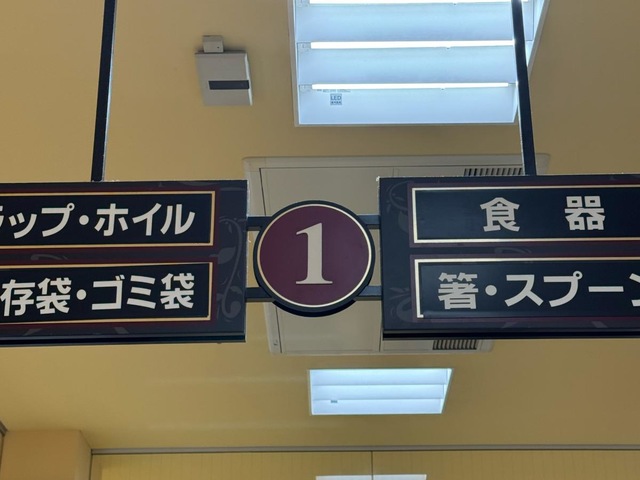 ラップ・ホイル
存袋・ゴミ袋
1
食器
箸・スプーン
LED